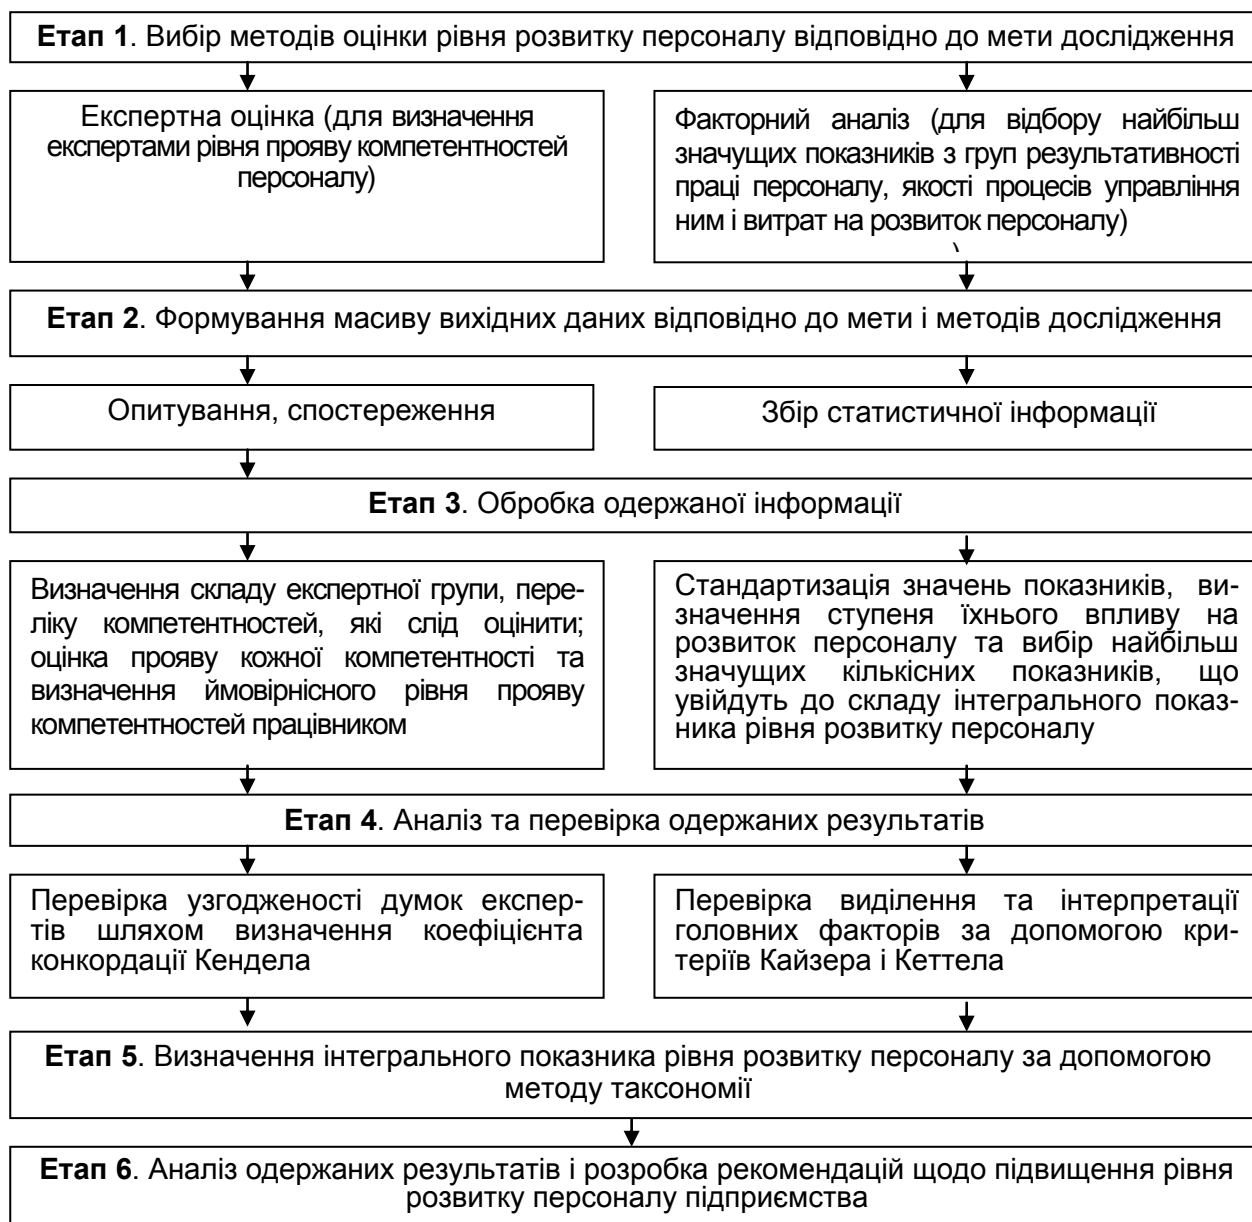 Етап 1. Вибір методів оцінки рівня розвитку персоналу відповідно до мети дослідження
Експертна оцінка (для визначення
експертами рівня прояву компетентностей
персоналу)
Факторний аналіз (для відбору найбільш
значущих показників з груп результативності
праці персоналу, якості процесів управління
ним і витрат на розвиток персоналу)
)
Етап 2. Формування масиву вихідних даних відповідно до мети і методів дослідження
Опитування, спостереження
Збір статистичної інформації
Етап 3. Обробка одержаної інформації
Визначення складу експертної групи, пере-
ліку компетентностей, які слід оцінити;
оцінка прояву кожної компетентності та
визначення ймовірнісного рівня прояву
компетентностей працівником
Стандартизація значень показників, ви-
значення ступеня їхнього впливу на
розвиток персоналу та вибір найбільш
значущих кількісних показників, що
увійдуть до складу інтегрального показ-
ника рівня розвитку персоналу
Етап 4. Аналіз та перевірка одержаних результатів
Перевірка узгодженості думок експер-
тів шляхом визначення коефіцієнта
конкордації Кендела
Перевірка виділення та інтерпретації
головних факторів за допомогою кри-
теріїв Кайзера і Кеттела
Етап 5. Визначення інтегрального показника рівня розвитку персоналу за допомогою
методу таксономії
Етап 6. Аналіз одержаних результатів і розробка рекомендацій щодо підвищення рівня
розвитку персоналу підприємства